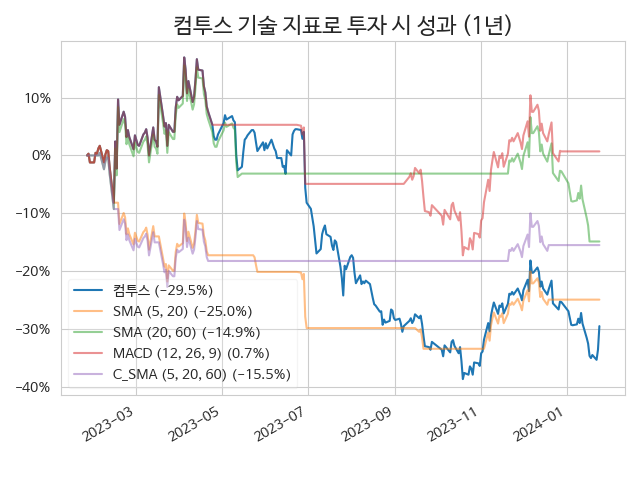 컴투스 기술 지표로 투자 시 성과 (1년)
10%
0%
−10%
−20%
−30%
−40%
컴투스 (−29.5%)
SMA (5, 20) (−25.0%)
SMA (20, 60) (−14.9%)
MACD (12, 26, 9) (0.7%)
C_SMA (5, 20, 60) (−15.5%)
2023−03
2023−05
2023−07
2023−09
2023−11
2024−01